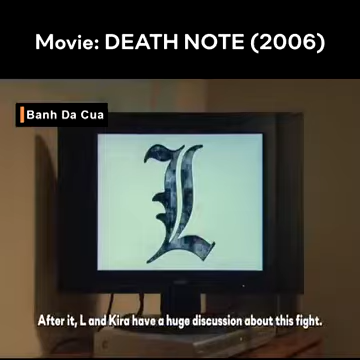 Movie: DEATH NOTE (2006)
Banh Da Cua
L
After it, L and Kira have a huge discussion about this fight.